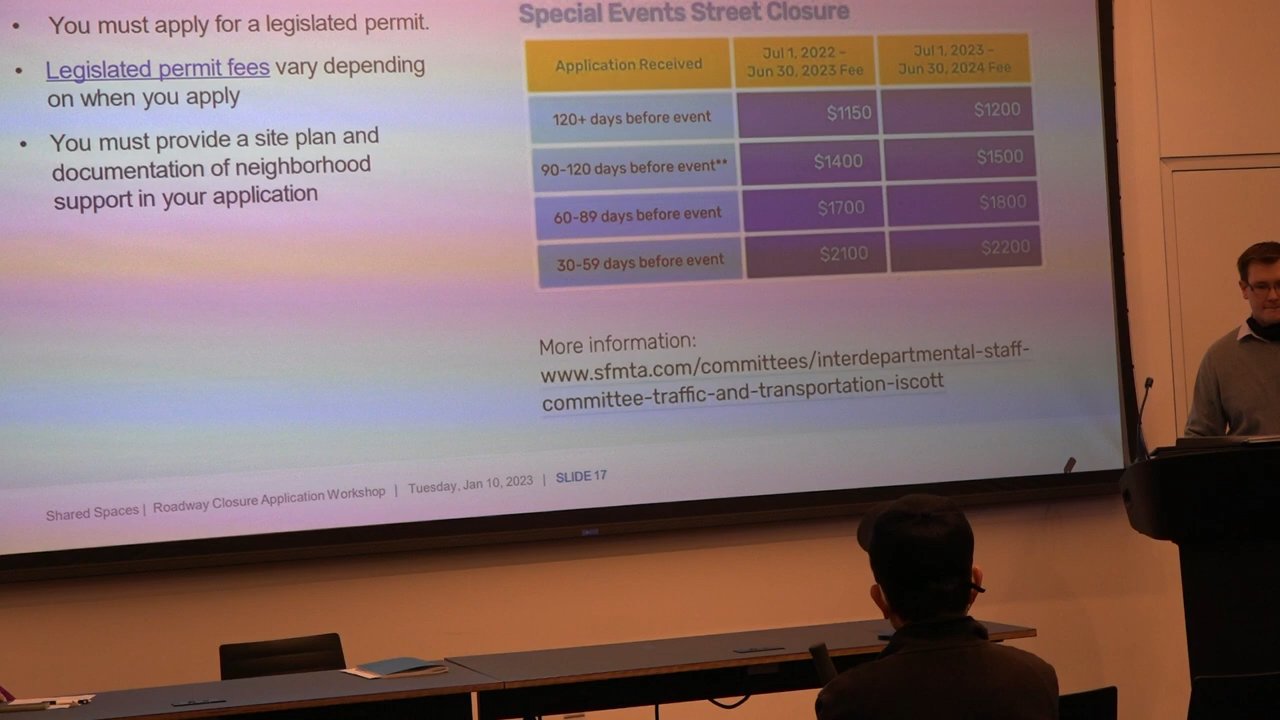 • You must apply for a legislated permit.
• Legislated permit fees vary depending
on when you apply
• You must provide a site plan and
documentation of neighborhood
support in your application
Special Events Street Closure
Application Received
Jul 1, 2022 –
Jun 30, 2023 Fee
Jul 1, 2023 –
Jun 30, 2024 Fee
120+ days before event $1150 $1200
90-120 days before event** $1400 $1500
60-89 days before event $1700 $1800
30-59 days before event $2100 $2200
More information:
www.sfmta.com/committees/interdepartmental-staff-
committee-traffic-and-transportation-iscott
Shared Spaces | Roadway Closure Application Workshop | Tuesday, Jan 10, 2023 | SLIDE 17